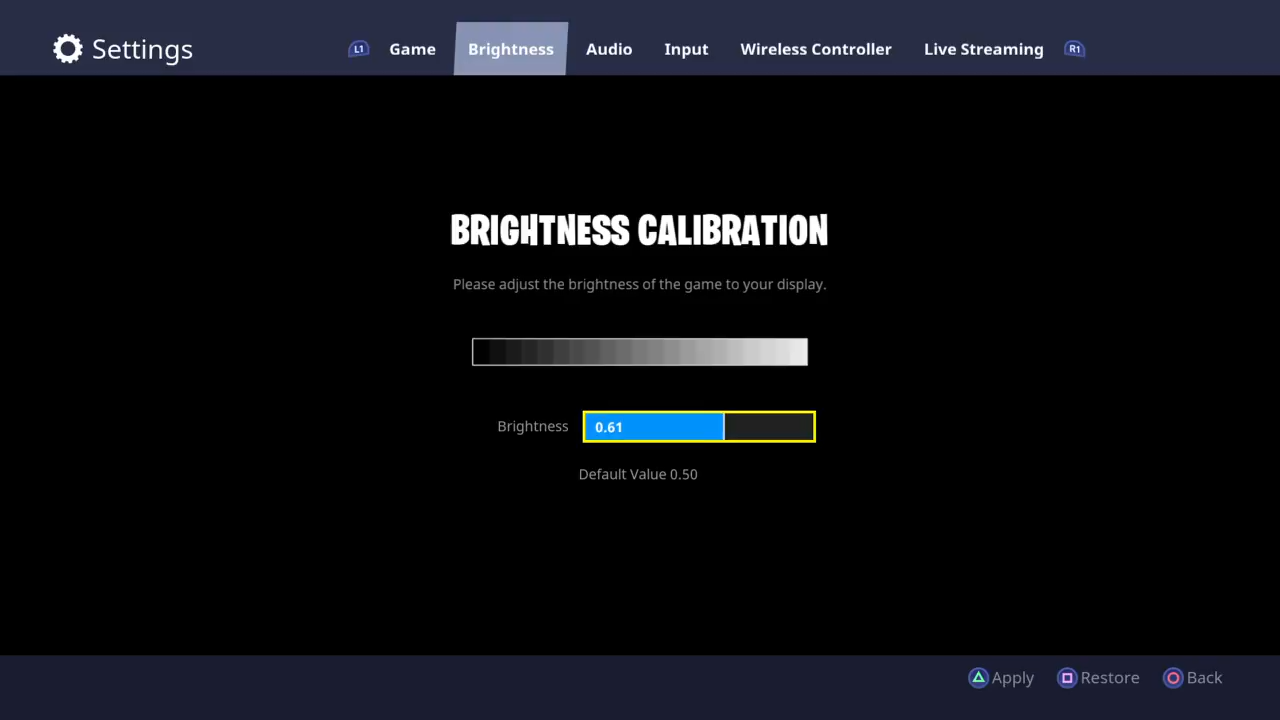 Settings
L1 Game Brightness Audio Input Wireless Controller Live Streaming R1
BRIGHTNESS CALIBRATION
Please adjust the brightness of the game to your display.
Brightness 0.61
Default Value 0.50
Apply Restore Back